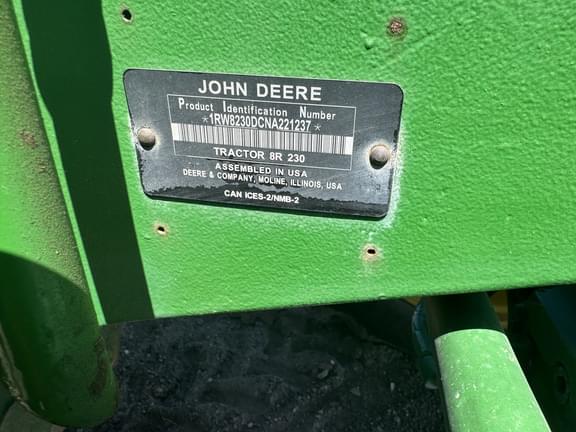 JOHN DEERE
Product Identification Number
*1RW8230DCNA221237*
TRACTOR 8R 230
ASSEMBLED IN USA
DEERE & COMPANY, MOLINE, ILLINOIS, USA
CAN ICES-2/NMB-2